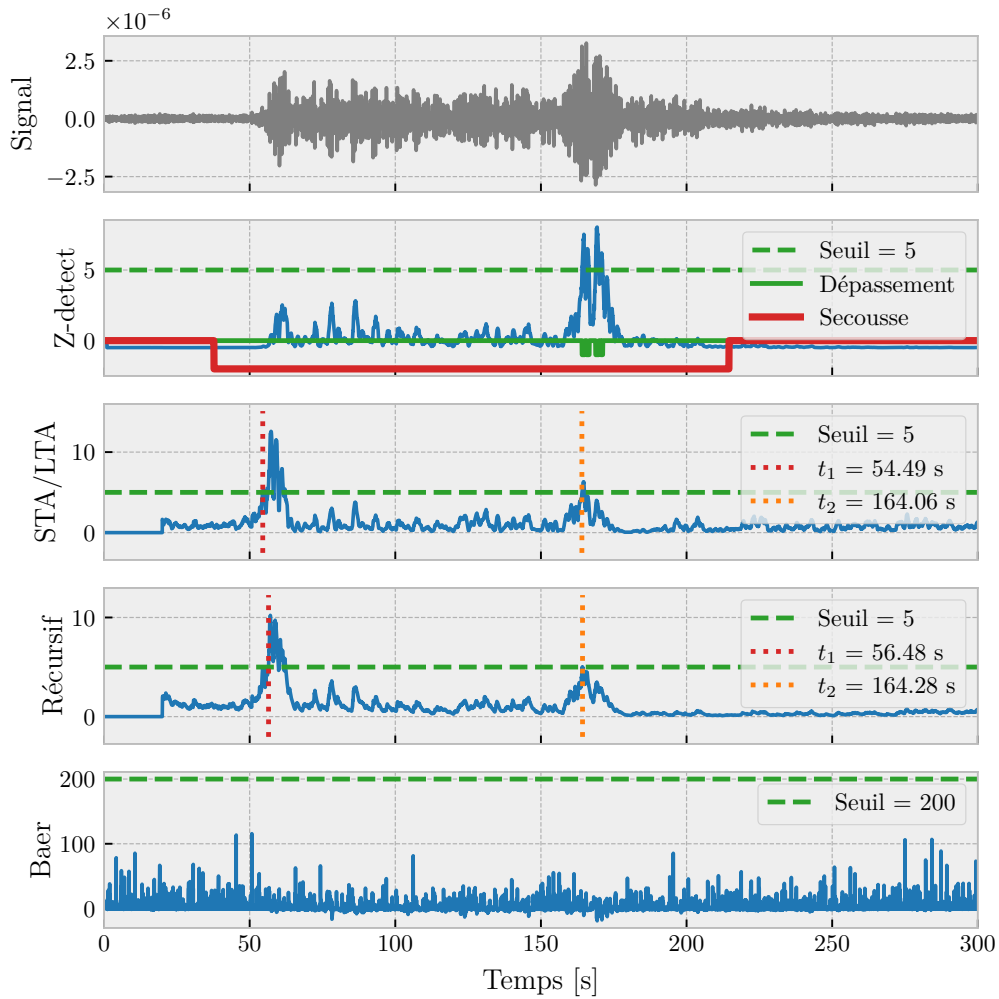 ×10⁻⁶
2.5
0.0
−2.5
Signal
5
0
Z-detect
Seuil = 5
Dépassement
Secousse
10
0
STA/LTA
Seuil = 5
t₁ = 54.49 s
t₂ = 164.06 s
10
0
Récursif
Seuil = 5
t₁ = 56.48 s
t₂ = 164.28 s
200
100
0
Baer
Seuil = 200
0 50 100 150 200 250 300
Temps [s]